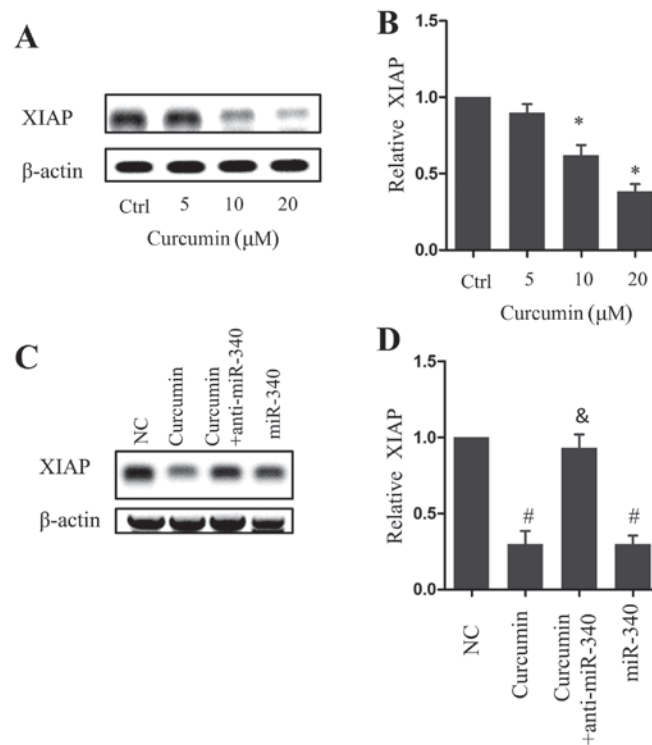 A
XIAP
β-actin
Ctrl 5 10 20
Curcumin (μM)
B
Relative XIAP
1.5
1.0
0.5
0.0
*
*
Ctrl 5 10 20
Curcumin (μM)
C
NC
Curcumin
Curcumin
+anti-miR-340
miR-340
XIAP
β-actin
D
Relative XIAP
1.5
1.0
0.5
0.0
#
&
#
NC
Curcumin
Curcumin
+anti-miR-340
miR-340